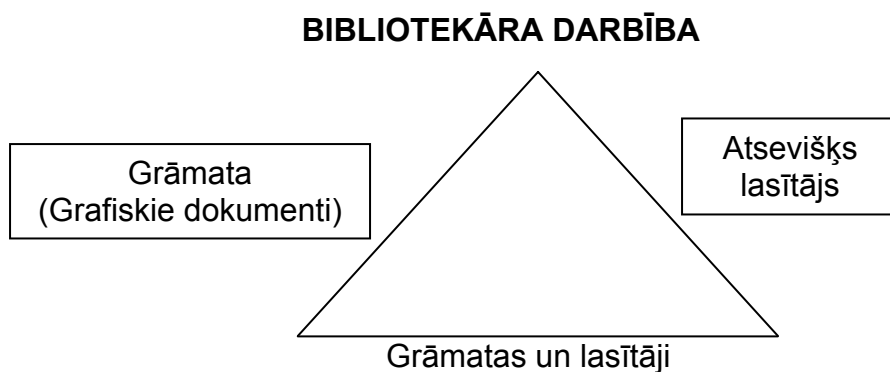 BIBLIOTEKĀRA DARBĪBA
Grāmata
(Grafiskie dokumenti)
Atsevišķs
lasītājs
Grāmatas un lasītāji